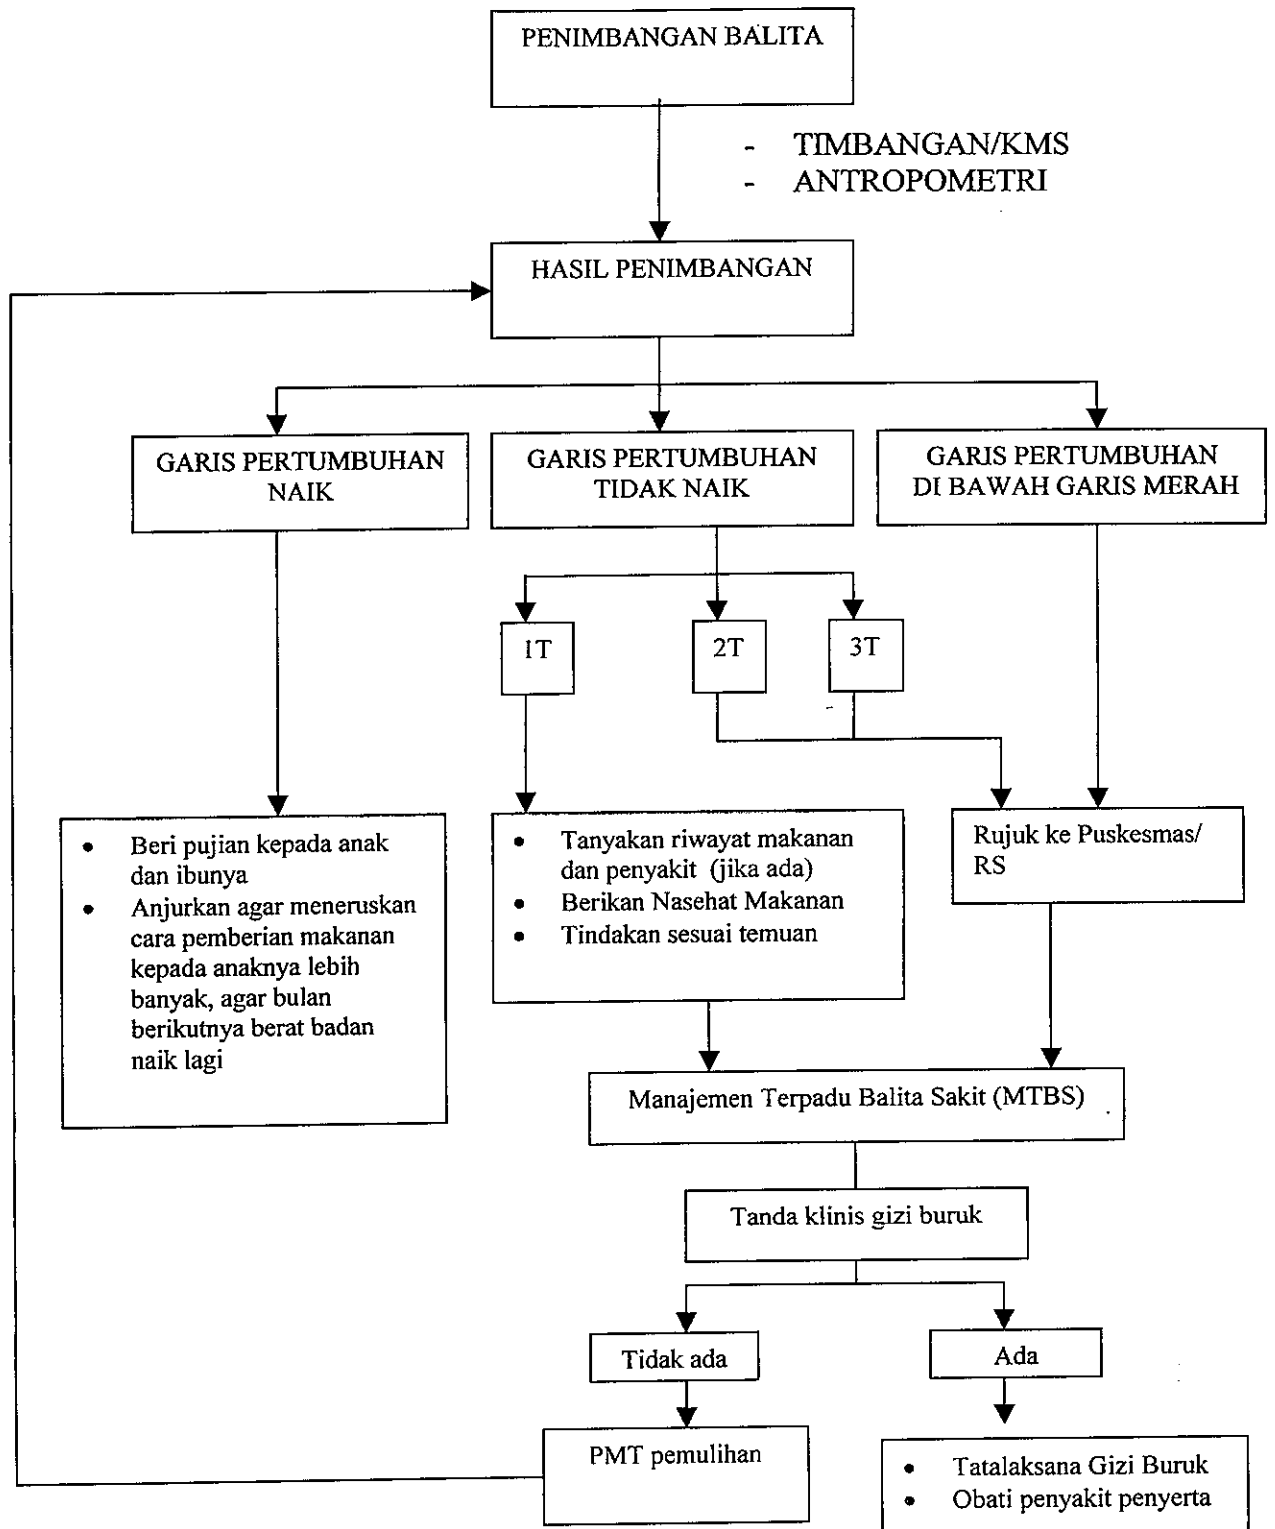 PENIMBANGAN BALITA
- TIMBANGAN/KMS
- ANTROPOMETRI
HASIL PENIMBANGAN
GARIS PERTUMBUHAN
NAIK
GARIS PERTUMBUHAN
TIDAK NAIK
GARIS PERTUMBUHAN
DI BAWAH GARIS MERAH
1T
2T
3T
• Beri pujian kepada anak
dan ibunya
• Anjurkan agar meneruskan
cara pemberian makanan
kepada anaknya lebih
banyak, agar bulan
berikutnya berat badan
naik lagi
• Tanyakan riwayat makanan
dan penyakit (jika ada)
• Berikan Nasehat Makanan
• Tindakan sesuai temuan
Rujuk ke Puskesmas/
RS
Manajemen Terpadu Balita Sakit (MTBS)
Tanda klinis gizi buruk
Tidak ada
Ada
PMT pemulihan
• Tatalaksana Gizi Buruk
• Obati penyakit penyerta